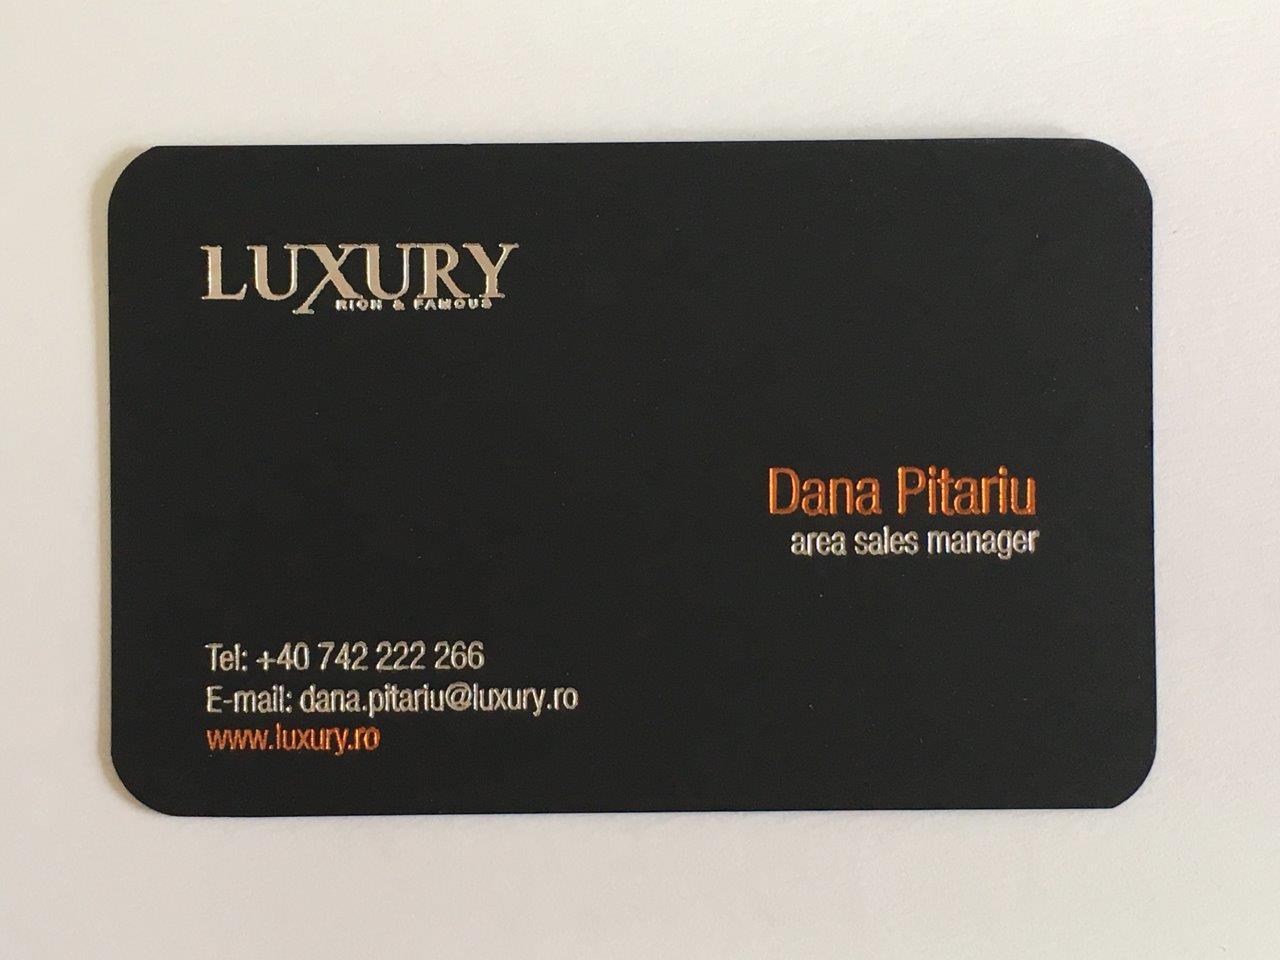 LUXURY
RICH & FAMOUS
Dana Pitariu
area sales manager
Tel: +40 742 222 266
E-mail: dana.pitariu@luxury.ro
www.luxury.ro